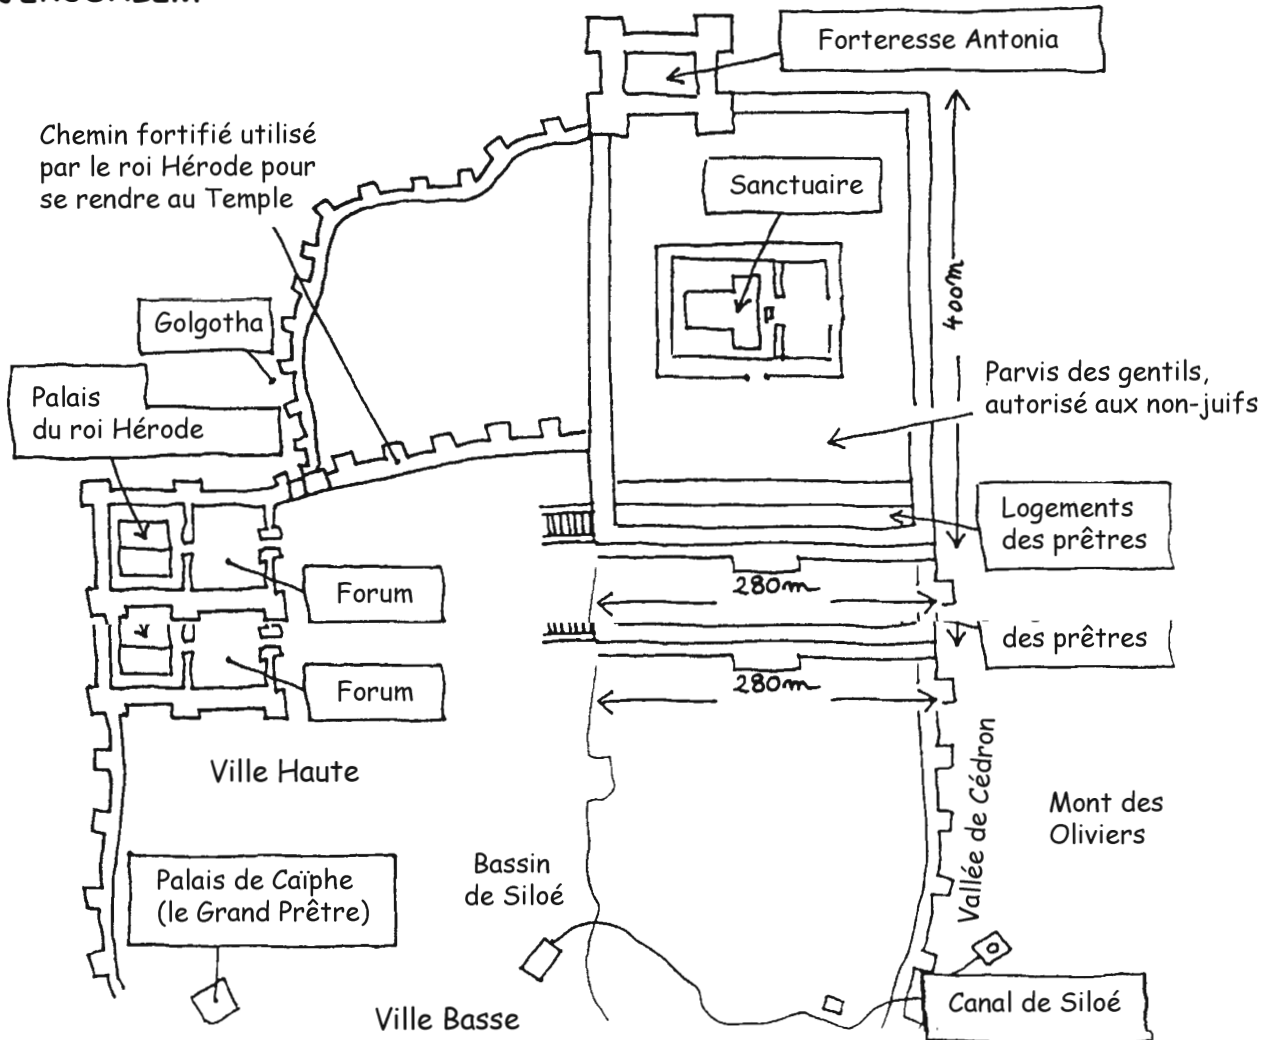 Forteresse Antonia
Chemin fortifié utilisé
par le roi Hérode pour
se rendre au Temple
Sanctuaire
400m
Golgotha
Parvis des gentils,
autorisé aux non-juifs
Palais
du roi Hérode
Logements
des prêtres
280m
Forum
des prêtres
280m
Forum
Ville Haute
Vallée de Cédron
Mont des
Oliviers
Bassin
de Siloé
Palais de Caïphe
(le Grand Prêtre)
Canal de Siloé
Ville Basse